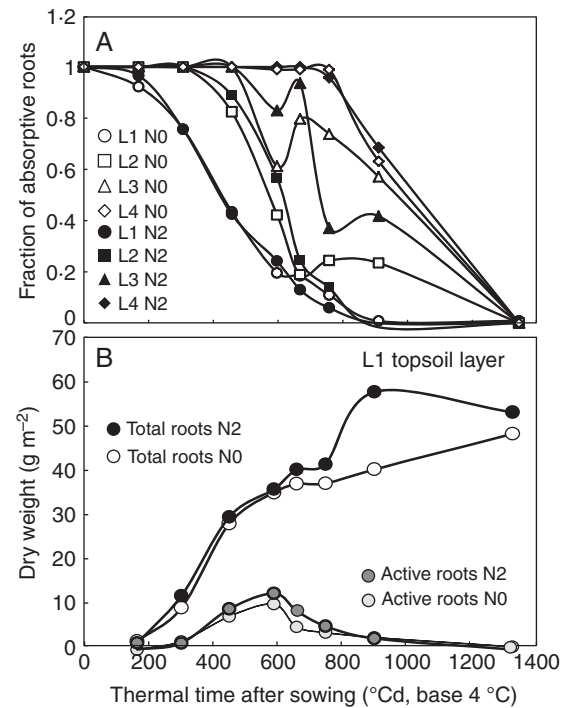 1·2
A
1
0·8
0·6
0·4
0·2
0
Fraction of absorptive roots
L1 N0
L2 N0
L3 N0
L4 N0
L1 N2
L2 N2
L3 N2
L4 N2
70
B
L1 topsoil layer
60
50
40
30
20
10
0
Dry weight (g m⁻²)
Total roots N2
Total roots N0
Active roots N2
Active roots N0
0 200 400 600 800 1000 1200 1400
Thermal time after sowing (°Cd, base 4 °C)